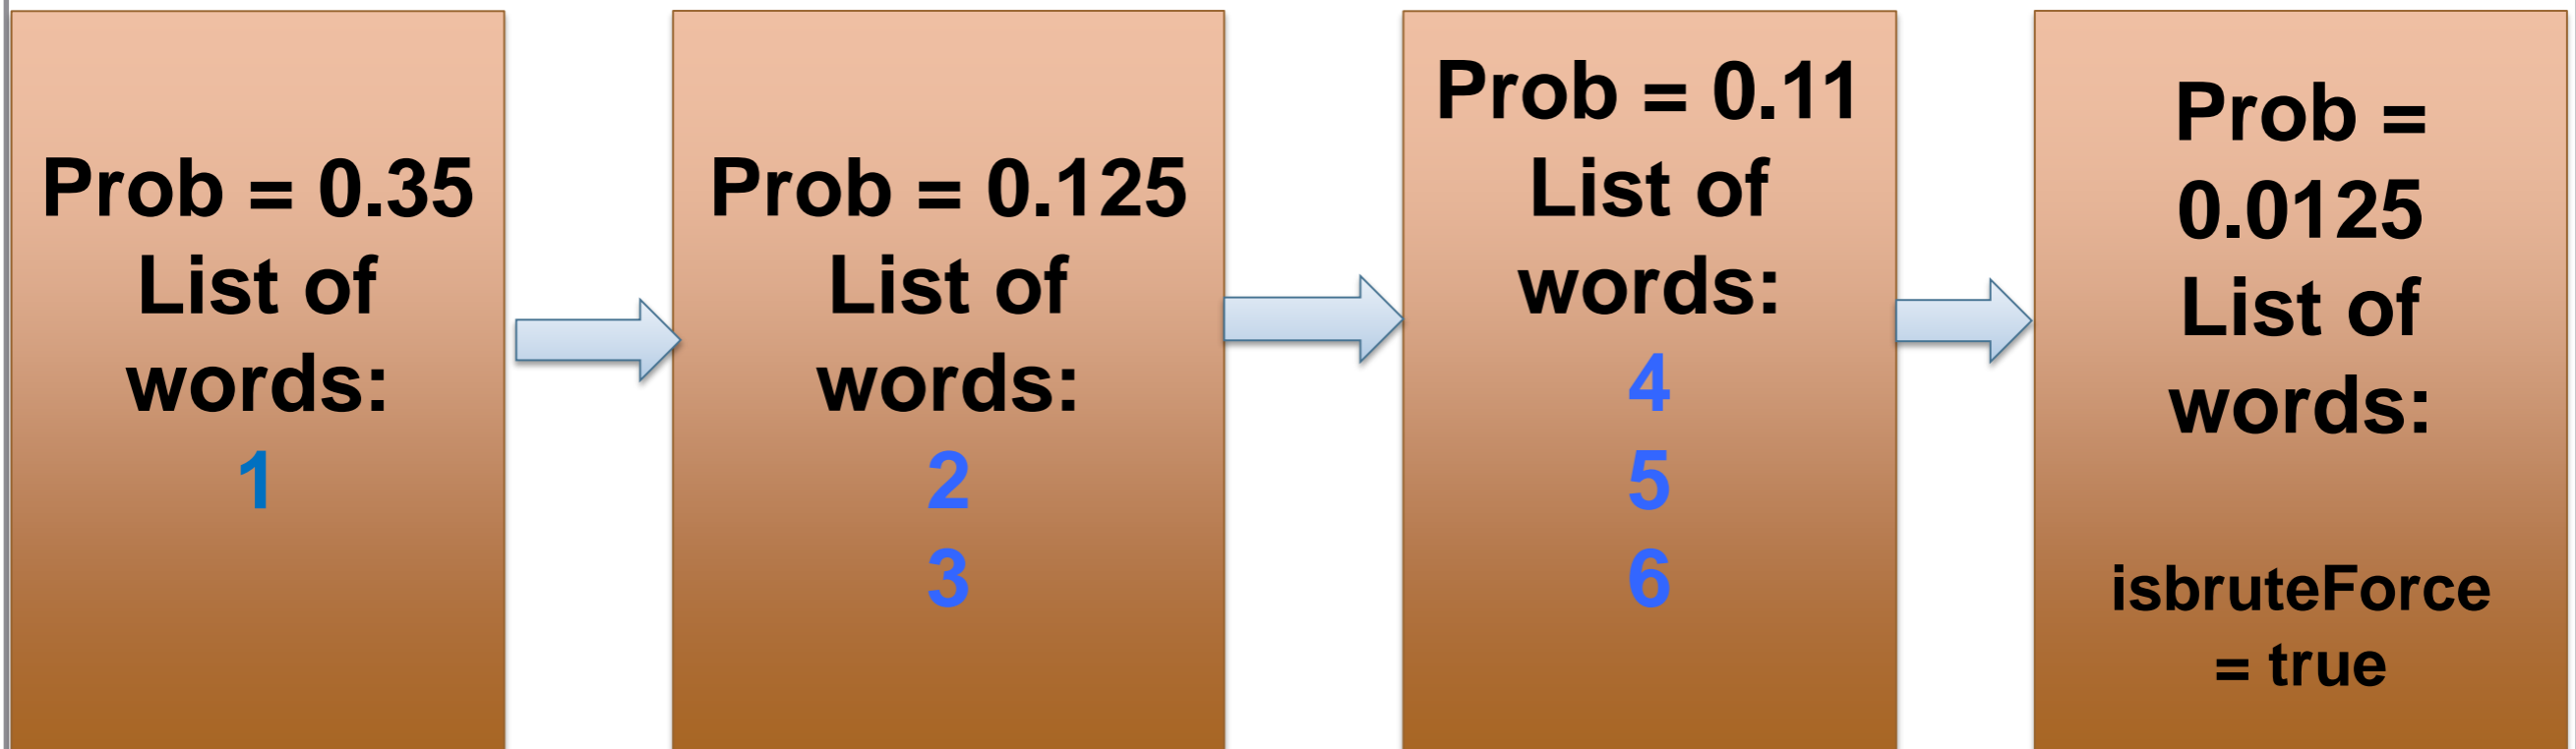 Prob = 0.35
List of
words:
1
Prob = 0.125
List of
words:
2
3
Prob = 0.11
List of
words:
4
5
6
Prob =
0.0125
List of
words:
isbruteForce
= true